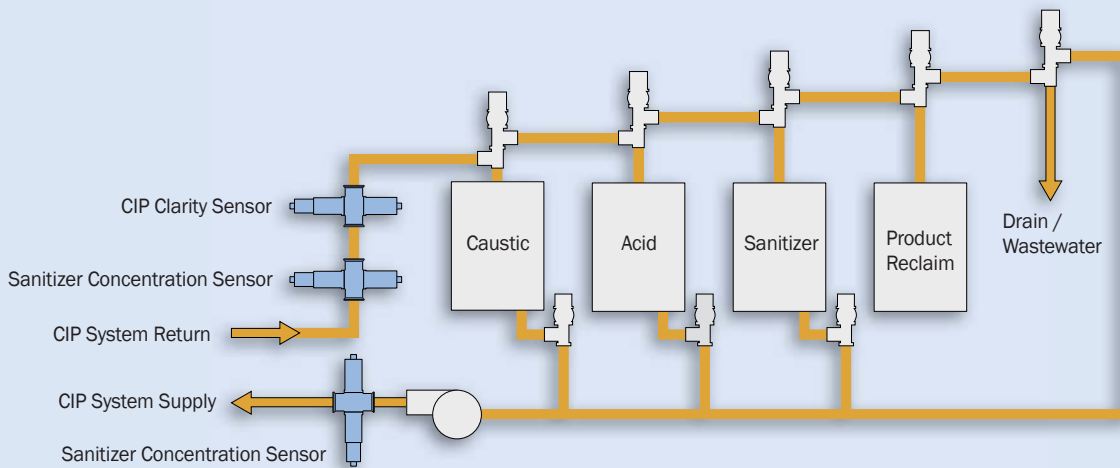 CIP Clarity Sensor
Sanitizer Concentration Sensor
CIP System Return
CIP System Supply
Sanitizer Concentration Sensor
Caustic
Acid
Sanitizer
Product
Reclaim
Drain /
Wastewater